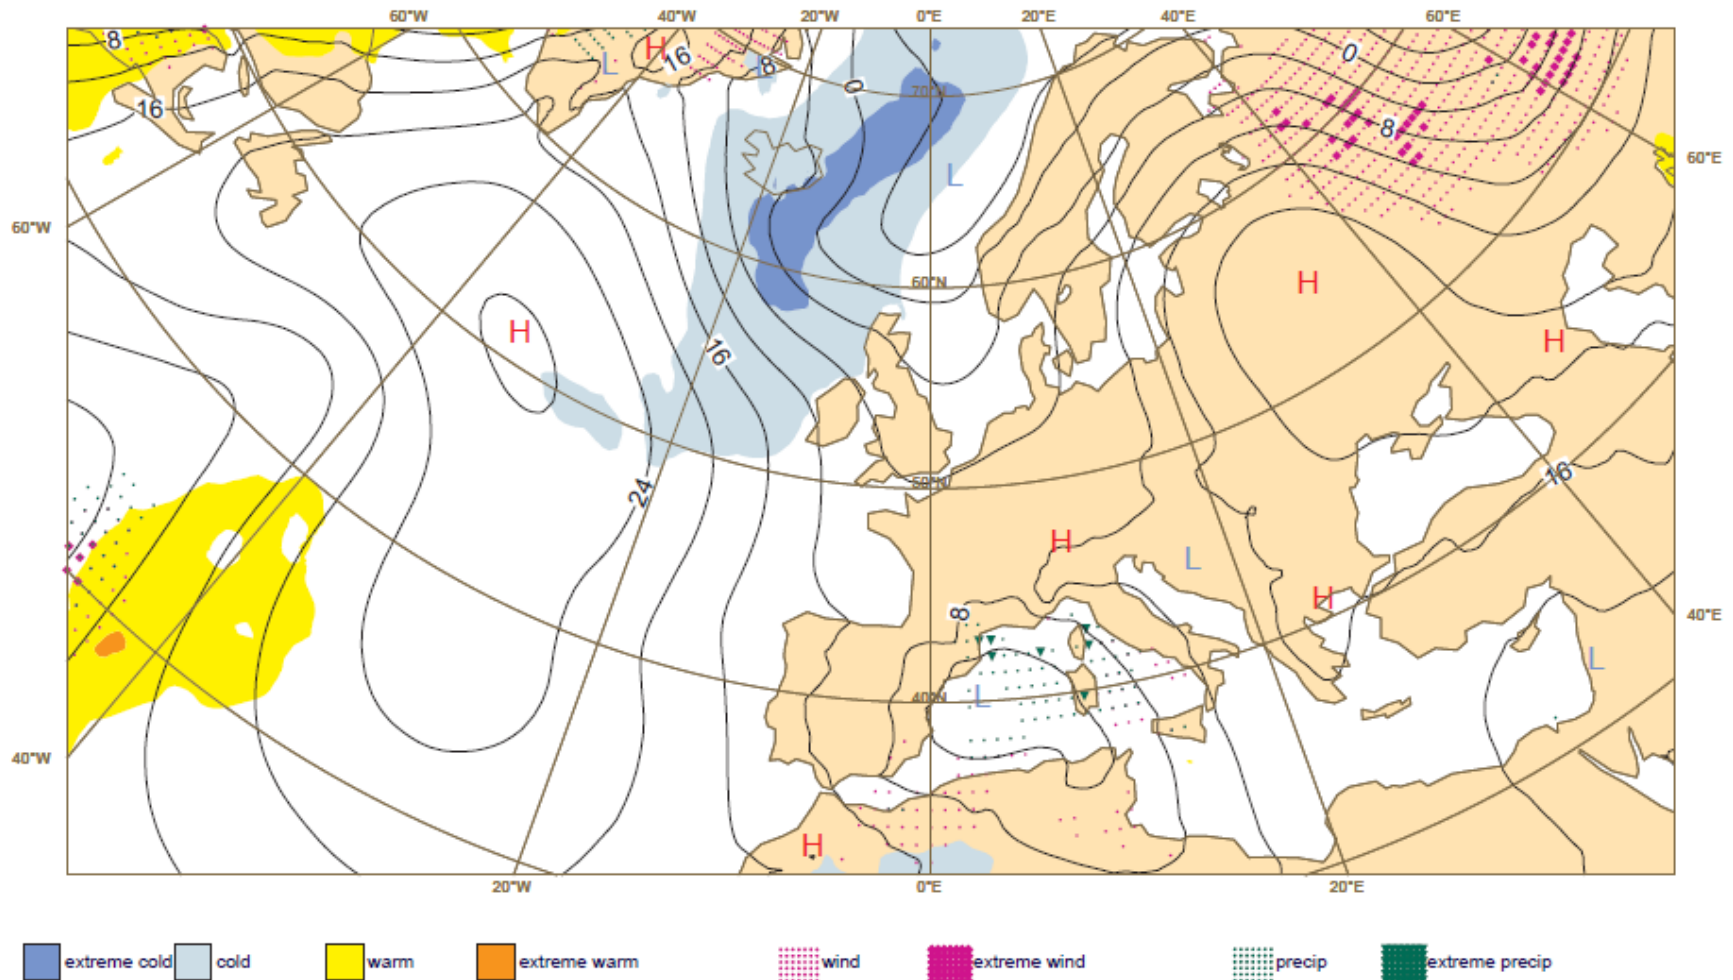 60°W 40°W 20°W 0°E 20°E 40°E 60°E
8 H 16 8 0 0
L L
16 70°N 8
60°E
L
60°W
60°N H
H 16 H
24 50°N 16
H L
8 H 40°E
L
L 40°N
40°W
H
20°W 0°E 20°E
extreme cold cold warm extreme warm wind extreme wind precip extreme precip